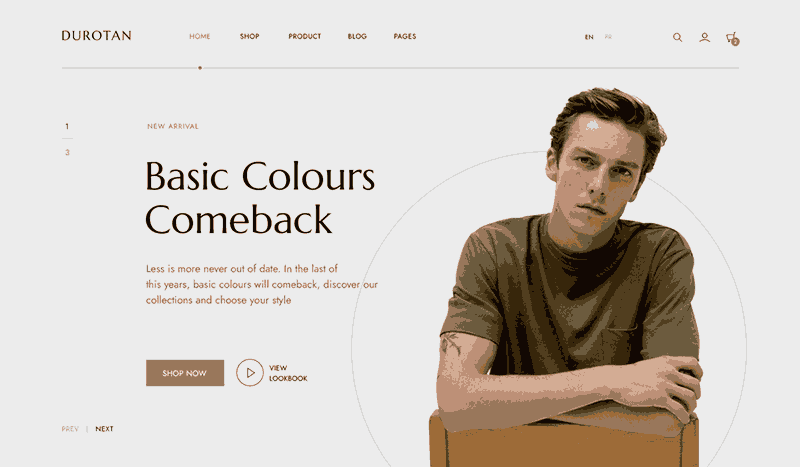 DUROTAN
HOME SHOP PRODUCT BLOG PAGES
EN FR
2
1
3
NEW ARRIVAL
Basic Colours
Comeback
Less is more never out of date. In the last of
this years, basic colours will comeback, discover our
collections and choose your style
SHOP NOW
VIEW
LOOKBOOK
PREV | NEXT